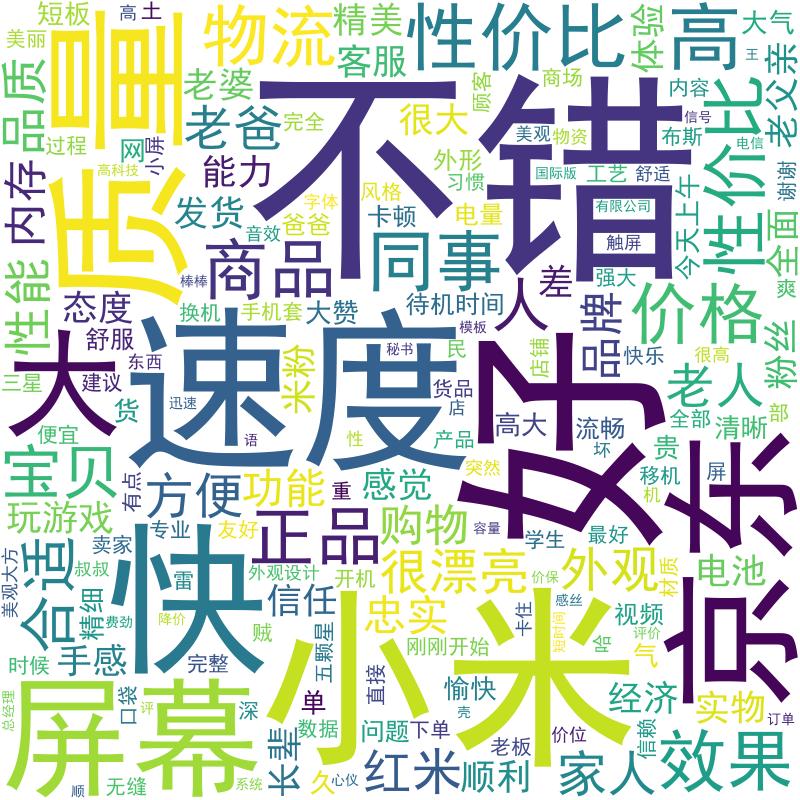 短板
高
土
物流
精美
性价比
高
大气
王
美丽
质量
客服
体验
老父亲
老婆
顾客
商场
内容
信号
品质
老爸
完全
很大
不错
美观
物资
布斯
性价比
电信
过程
网
小屏
能力
外形
习惯
国际版
工艺
舒适
谢谢
高科技
字体
风格
内存
发货
爸爸
卡顿
电量
有限公司
今天上午
全面
音效
商品
同事
触屏
性能
态度
棒棒
差
强大
爽
换机
手机套
大赞
待机时间
人
价格
舒服
速度
模板
品牌
粉丝
大
东西
秘书
民
店铺
快乐
很高
三星
建议
米粉
货品
好
老人
货
迅速
店
高大
流畅
全部
部
便宜
语
性
产品
贵
清晰
坏
京东
宝贝
有点
方便
功能
感觉
突然
移机
屏
重
机
玩游戏
专业
友好
正品
购物
容量
学生
最好
卖家
快
合适
叔叔
雷
外观设计
开机
很漂亮
价保
外观
材质
电池
美观大方
精细
费劲
降价
信任
忠实
卡住
感丝
短时间
视频
评价
小米
贼
五颗星
刚刚开始
哈
气
时候
手感
完整
直接
愉快
经济
实物
总经理
屏幕
口袋
评
深
单
数据
问题
下单
壳
价位
信赖
订单
老板
效果
顺
无缝
系统
长辈
久
心仪
红米
顺利
家人